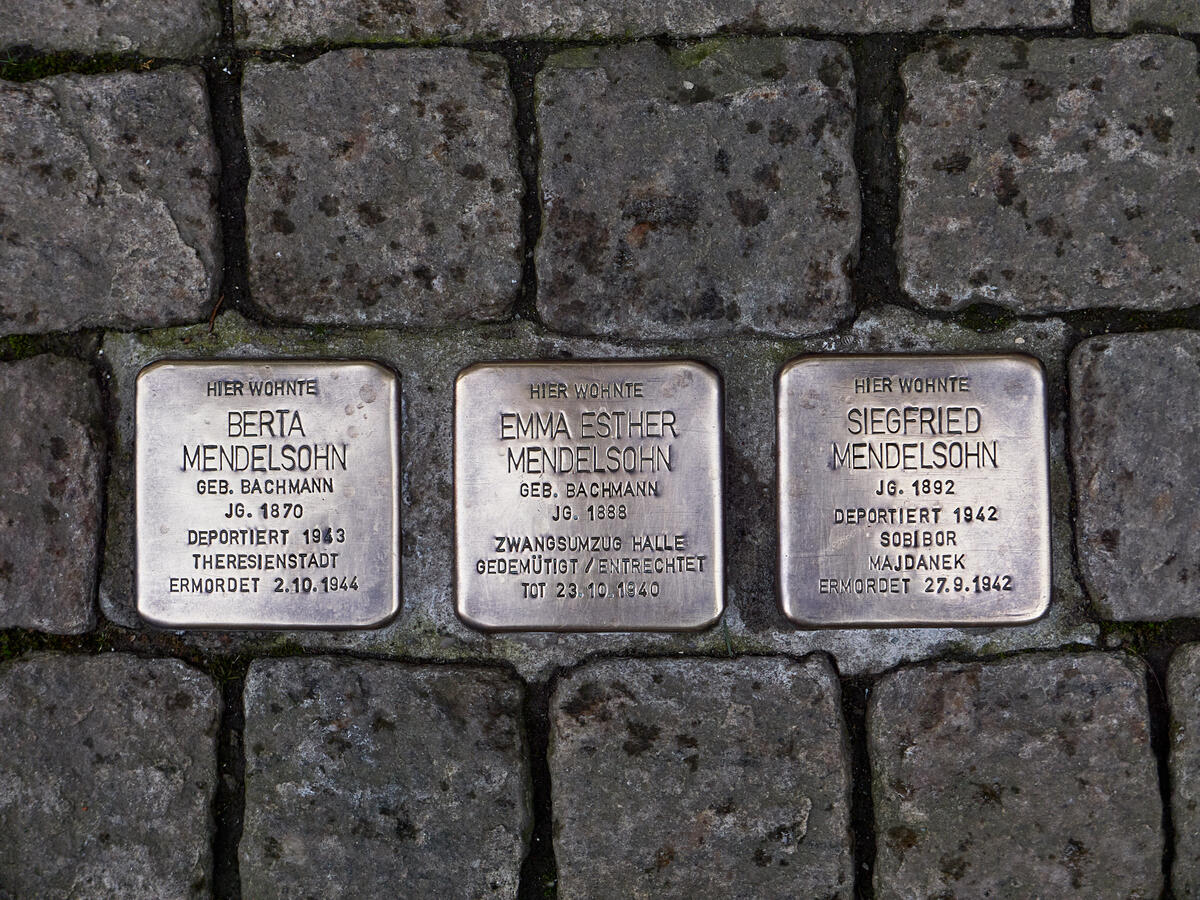 HIER WOHNTE
BERTA
MENDELSOHN
GEB. BACHMANN
JG. 1870
DEPORTIERT 1943
THERESIENSTADT
ERMORDET 2.10.1944
HIER WOHNTE
EMMA ESTHER
MENDELSOHN
GEB. BACHMANN
JG. 1888
ZWANGSUMZUG HALLE
GEDEMÜTIGT / ENTRECHTET
TOT 23.10.1940
HIER WOHNTE
SIEGFRIED
MENDELSOHN
JG. 1892
DEPORTIERT 1942
SOBIBOR
MAJDANEK
ERMORDET 27.9.1942